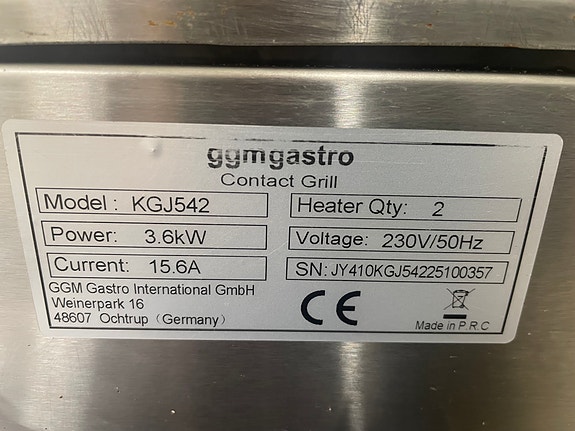 ggmgastro
Contact Grill
Model : KGJ542
Heater Qty: 2
Power: 3.6kW
Voltage: 230V/50Hz
Current: 15.6A
SN: JY410KGJ54225100357
GGM Gastro International GmbH
Weinerpark 16
48607 Ochtrup（Germany）
CE
Made in P.R.C